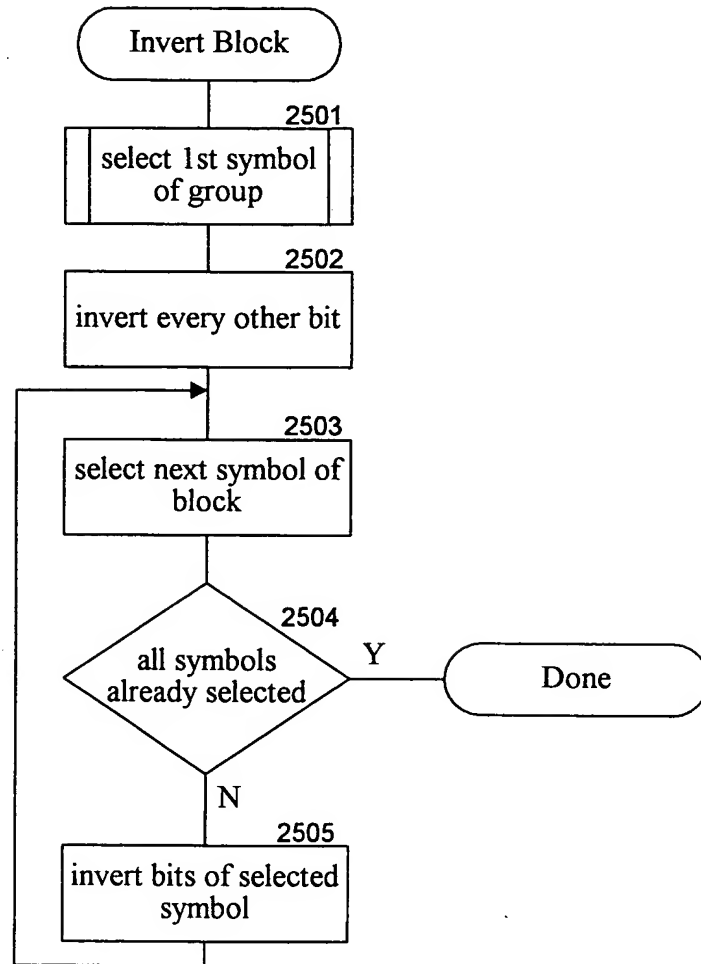 Invert Block
2501
select 1st symbol
of group
2502
invert every other bit
2503
select next symbol of
block
2504
all symbols
already selected
Y
Done
N
2505
invert bits of selected
symbol